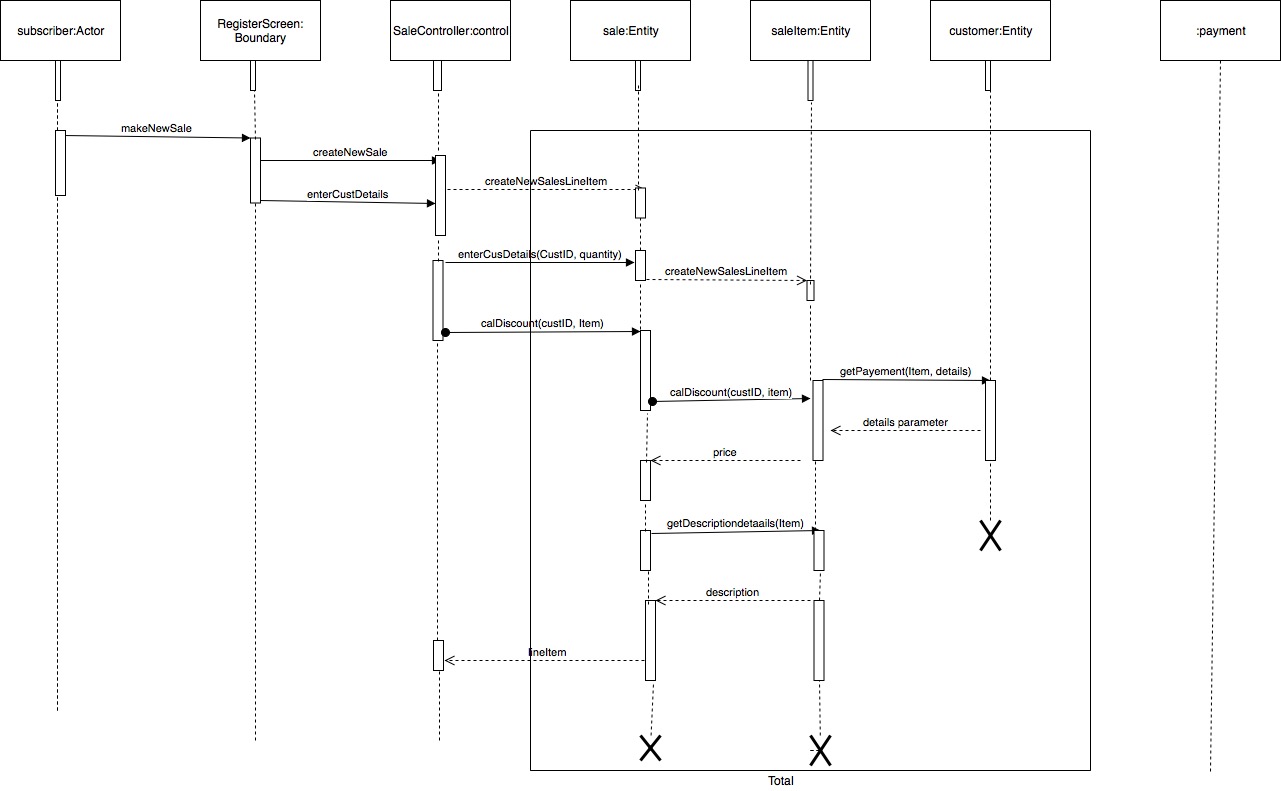 subscriber:Actor
RegisterScreen:
Boundary
SaleController:control
sale:Entity
saleItem:Entity
customer:Entity
:payment
makeNewSale
createNewSale
createNewSalesLineItem
enterCustDetails
enterCusDetails(CustID, quantity)
createNewSalesLineItem
calDiscount(custID, Item)
getPayement(Item, details)
calDiscount(custID, item)
details parameter
price
getDescriptiondetaails(Item)
description
lineItem
Total